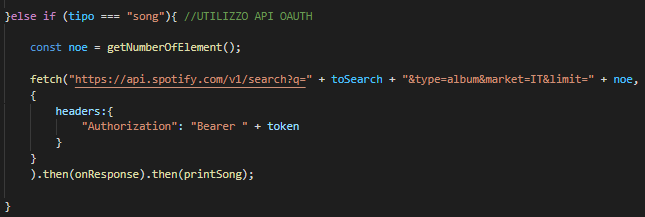 }else if (tipo === "song"){ //UTILIZZO API OAUTH
const noe = getNumberOfElement();
fetch("https://api.spotify.com/v1/search?q=" + toSearch + "&type=album&market=IT&limit=" + noe,
{
headers:{
"Authorization": "Bearer " + token
}
}
).then(onResponse).then(printSong);
}